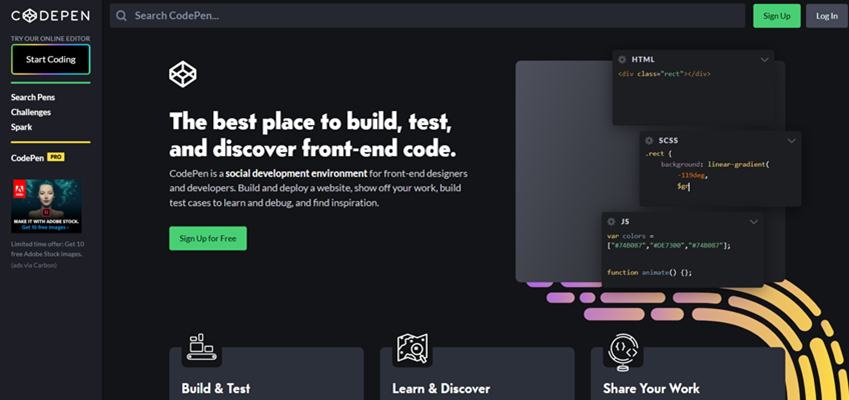 CODEPEN
TRY OUR ONLINE EDITOR
Start Coding
Search Pens
Challenges
Spark
CodePen PRO
Adobe
MAKE IT WITH ADOBE STOCK.
Get 10 free images ›
Limited time offer: Get 10
free Adobe Stock images.
(ads via Carbon)
Search CodePen...
Sign Up
Log In
The best place to build, test,
and discover front-end code.
CodePen is a social development environment for front-end designers
and developers. Build and deploy a website, show off your work, build
test cases to learn and debug, and find inspiration.
Sign Up for Free
HTML
<div class="rect"></div>
SCSS
.rect {
background: linear-gradient(
-119deg,
$gr
JS
var colors =
["#74B087","#DE7300","#74B087"];
function animate() {};
Build & Test
Learn & Discover
Share Your Work